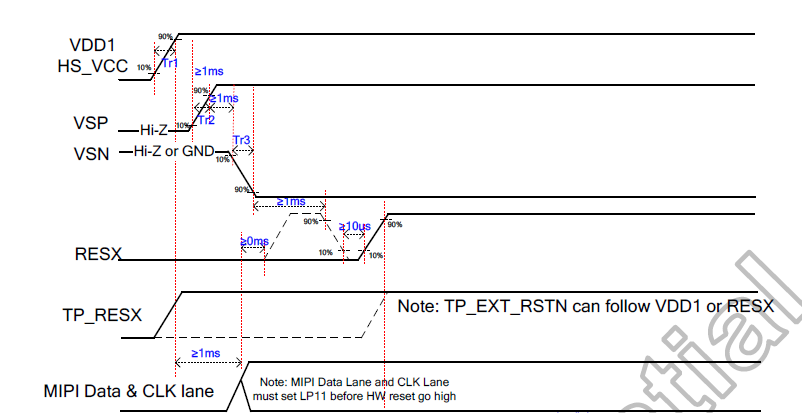 90%
VDD1
HS_VCC
10%
Tr1
≥1ms
90%
≥1ms
VSP
Hi-Z
10%
Tr2
VSN
Hi-Z or GND
10%
Tr3
90%
≥1ms
90%
≥10us
90%
≥0ms
RESX
10%
10%
TP_RESX
Note: TP_EXT_RSTN can follow VDD1 or RESX
≥1ms
MIPI Data & CLK lane
Note: MIPI Data Lane and CLK Lane
must set LP11 before HW reset go high